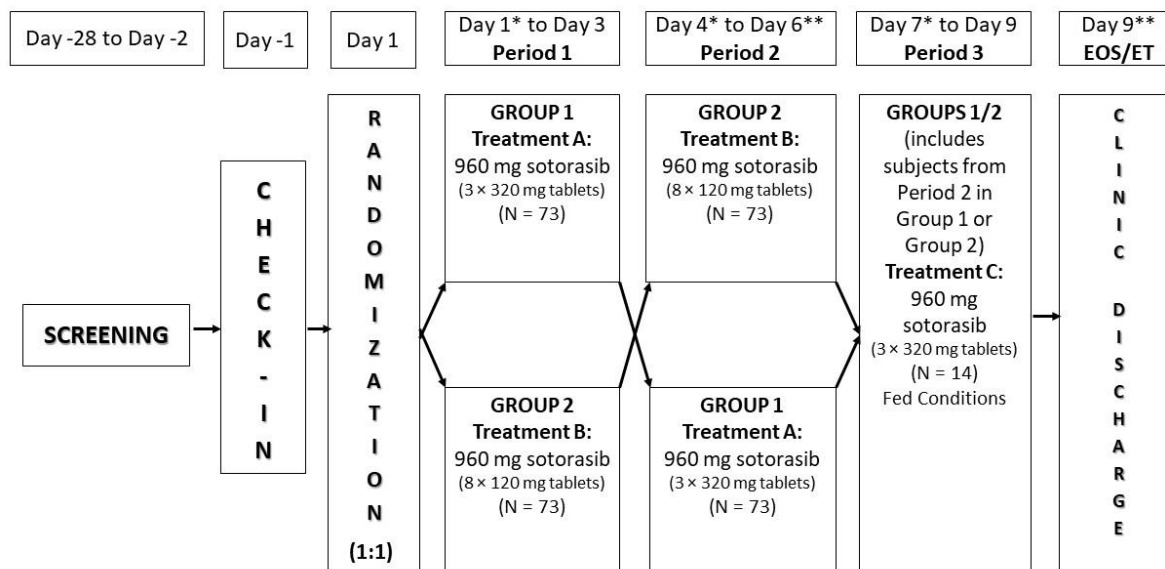 Day -28 to Day -2
Day -1
Day 1
Day 1* to Day 3
Period 1
Day 4* to Day 6**
Period 2
Day 7* to Day 9
Period 3
Day 9**
EOS/ET
SCREENING
CHECK-IN
RANDOMIZATION
(1:1)
GROUP 1
Treatment A:
960 mg sotorasib
(3 × 320 mg tablets)
(N = 73)
GROUP 2
Treatment B:
960 mg sotorasib
(8 × 120 mg tablets)
(N = 73)
GROUP 2
Treatment B:
960 mg sotorasib
(8 × 120 mg tablets)
(N = 73)
GROUP 1
Treatment A:
960 mg sotorasib
(3 × 320 mg tablets)
(N = 73)
GROUPS 1/2
(includes
subjects from
Period 2 in
Group 1 or
Group 2)
Treatment C:
960 mg
sotorasib
(3 × 320 mg tablets)
(N = 14)
Fed Conditions
CLINIC DISCHARGE